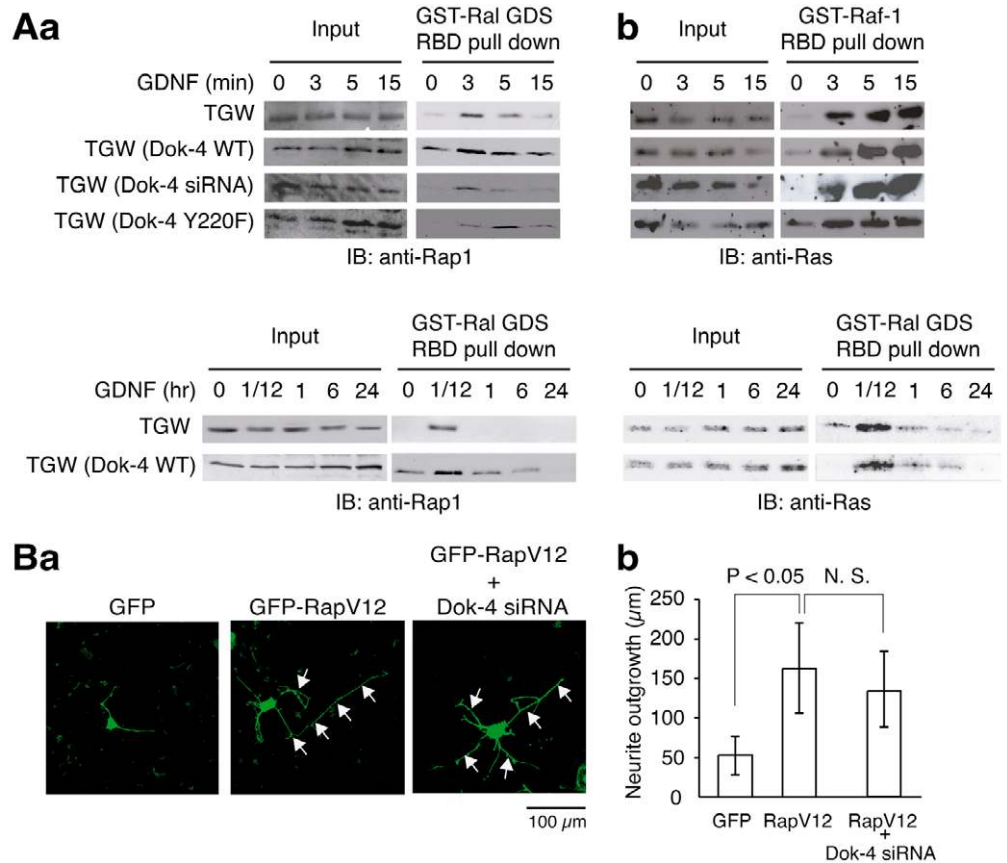 Aa
Input
GST-Ral GDS
RBD pull down
GDNF (min)
0 3 5 15 0 3 5 15
TGW
TGW (Dok-4 WT)
TGW (Dok-4 siRNA)
TGW (Dok-4 Y220F)
IB: anti-Rap1
b
Input
GST-Raf-1
RBD pull down
0 3 5 15 0 3 5 15
IB: anti-Ras
Input
GST-Ral GDS
RBD pull down
GDNF (hr)
0 1/12 1 6 24 0 1/12 1 6 24
TGW
TGW (Dok-4 WT)
IB: anti-Rap1
Input
GST-Ral GDS
RBD pull down
0 1/12 1 6 24 0 1/12 1 6 24
IB: anti-Ras
Ba
GFP
GFP-RapV12
GFP-RapV12
+
Dok-4 siRNA
100 µm
b
P < 0.05 N. S.
Neurite outgrowth (µm)
250
200
150
100
50
0
GFP RapV12 RapV12
+
Dok-4 siRNA